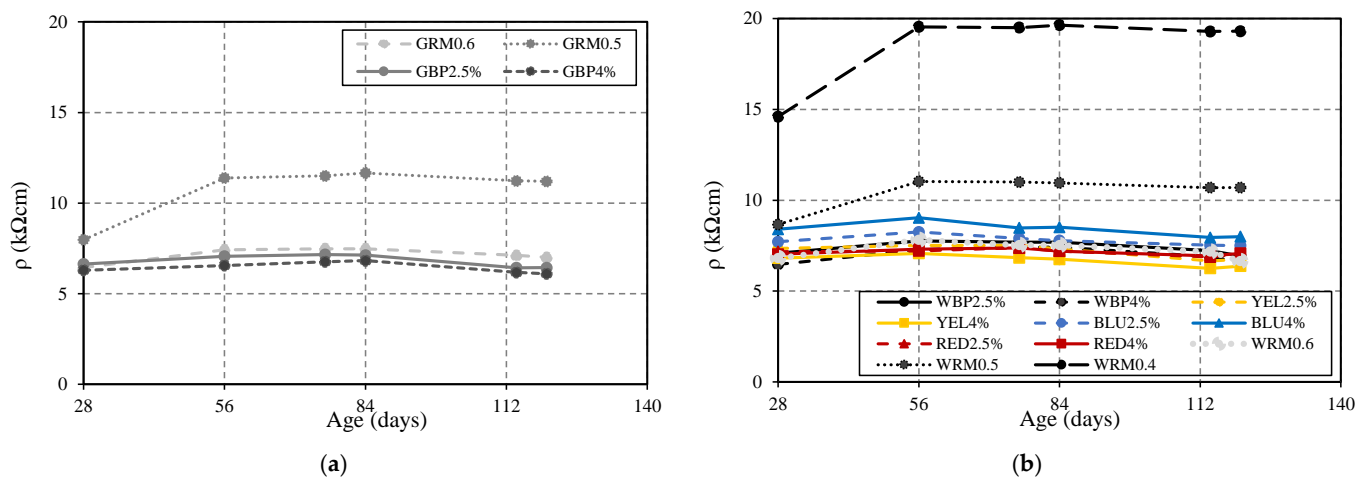 20
15
10
5
0
ρ (kΩcm)
GRM0.6 GRM0.5
GBP2.5% GBP4%
28 56 84 112 140
Age (days)
(a)
20
15
10
5
0
ρ (kΩcm)
WBP2.5% WBP4% YEL2.5%
YEL4% BLU2.5% BLU4%
RED2.5% RED4% WRM0.6
WRM0.5 WRM0.4
28 56 84 112 140
Age (days)
(b)